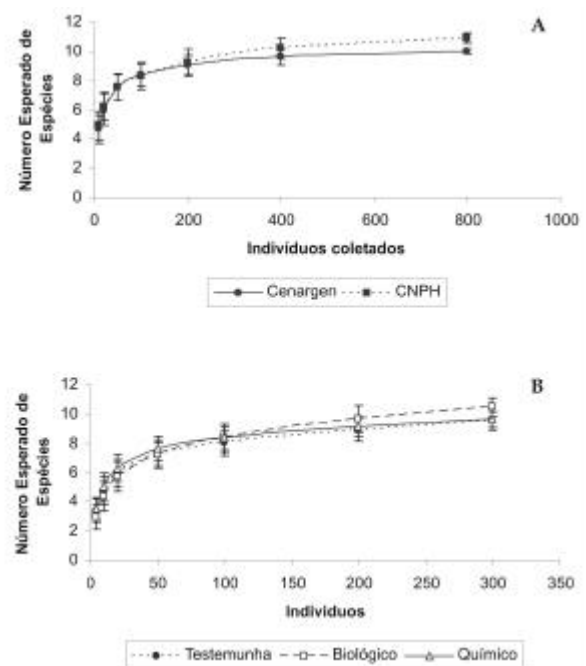 A
12
10
8
6
4
2
0
Número Esperado de
Espécies
0 200 400 600 800 1000
Indivíduos coletados
Cenargen CNPH
B
12
10
8
6
4
2
0
Número Esperado de
Espécies
0 50 100 150 200 250 300 350
Individuos
Testemunha Biológico Químico